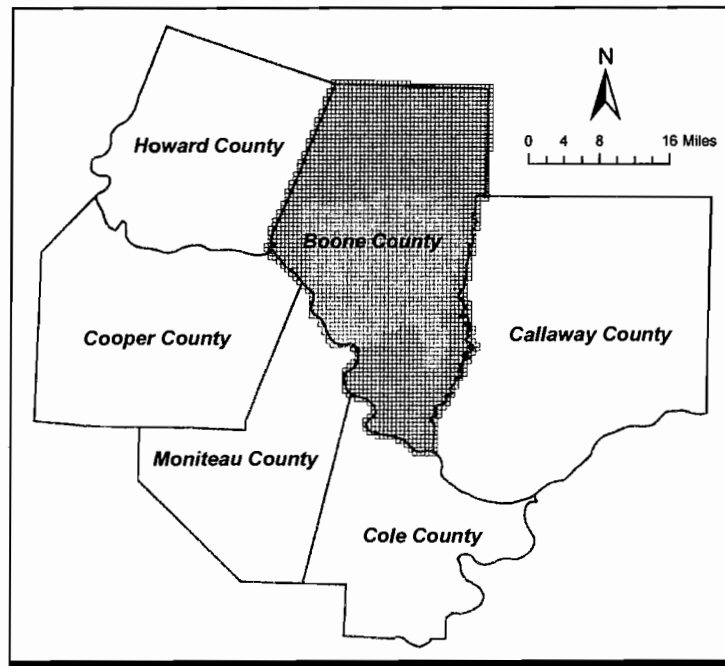 N
0 4 8 16 Miles
Howard County
Boone County
Cooper County
Callaway County
Moniteau County
Cole County